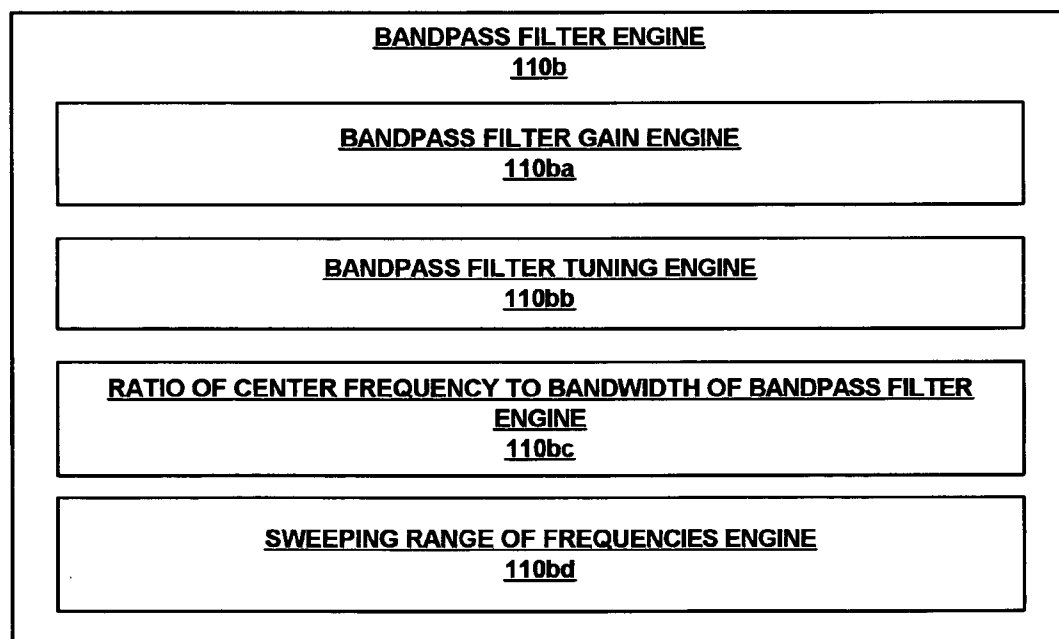 BANDPASS FILTER ENGINE
110b
BANDPASS FILTER GAIN ENGINE
110ba
BANDPASS FILTER TUNING ENGINE
110bb
RATIO OF CENTER FREQUENCY TO BANDWIDTH OF BANDPASS FILTER
ENGINE
110bc
SWEEPING RANGE OF FREQUENCIES ENGINE
110bd